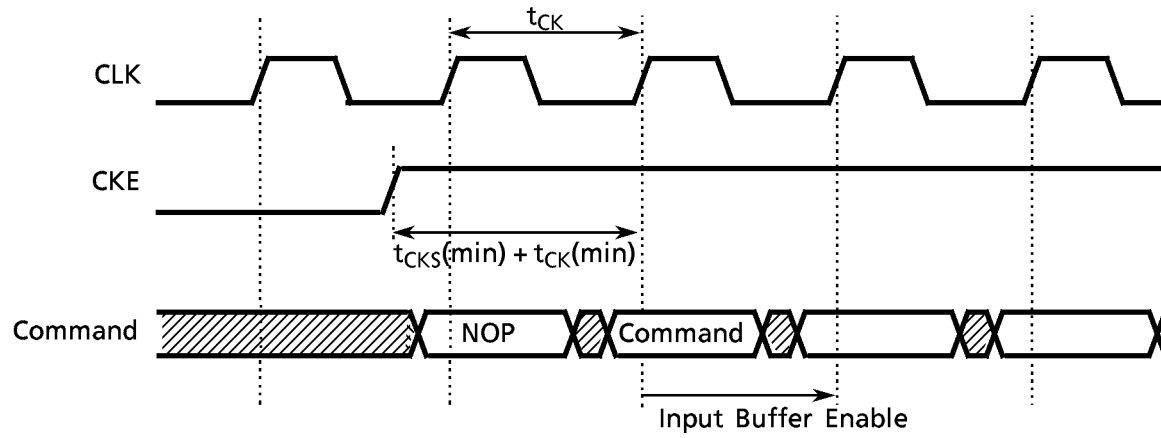 tCK
CLK
CKE
tCKS(min) + tCK(min)
Command NOP Command
Input Buffer Enable